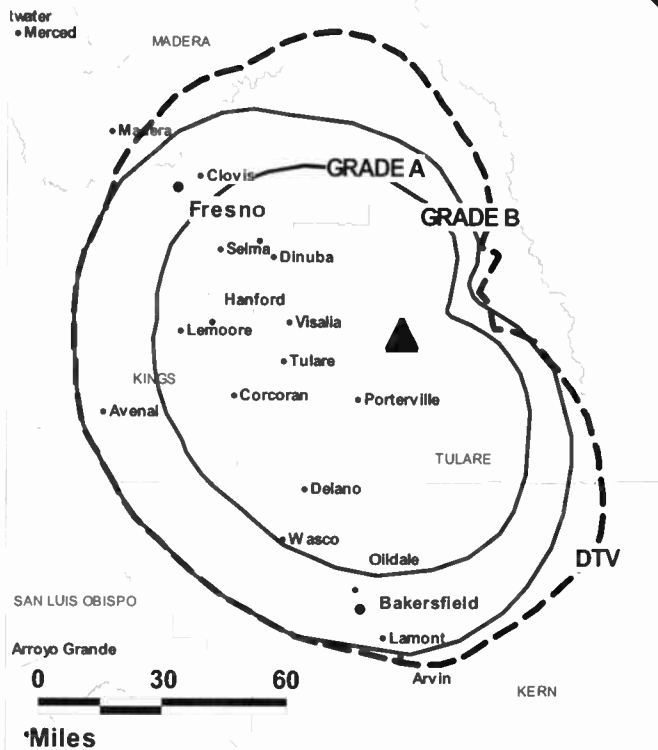 twater
Merced
MADERA
Madera
Clovis
GRADE A
Fresno
GRADE B
Selma
Dinuba
Hanford
Lemoore
Visalia
Tulare
KINGS
Corcoran
Porterville
Avenal
TULARE
Delano
Wasco
Oildale
DTV
SAN LUIS OBISPO
Bakersfield
Lamont
Arroyo Grande
Arvin
0 30 60
KERN
Miles